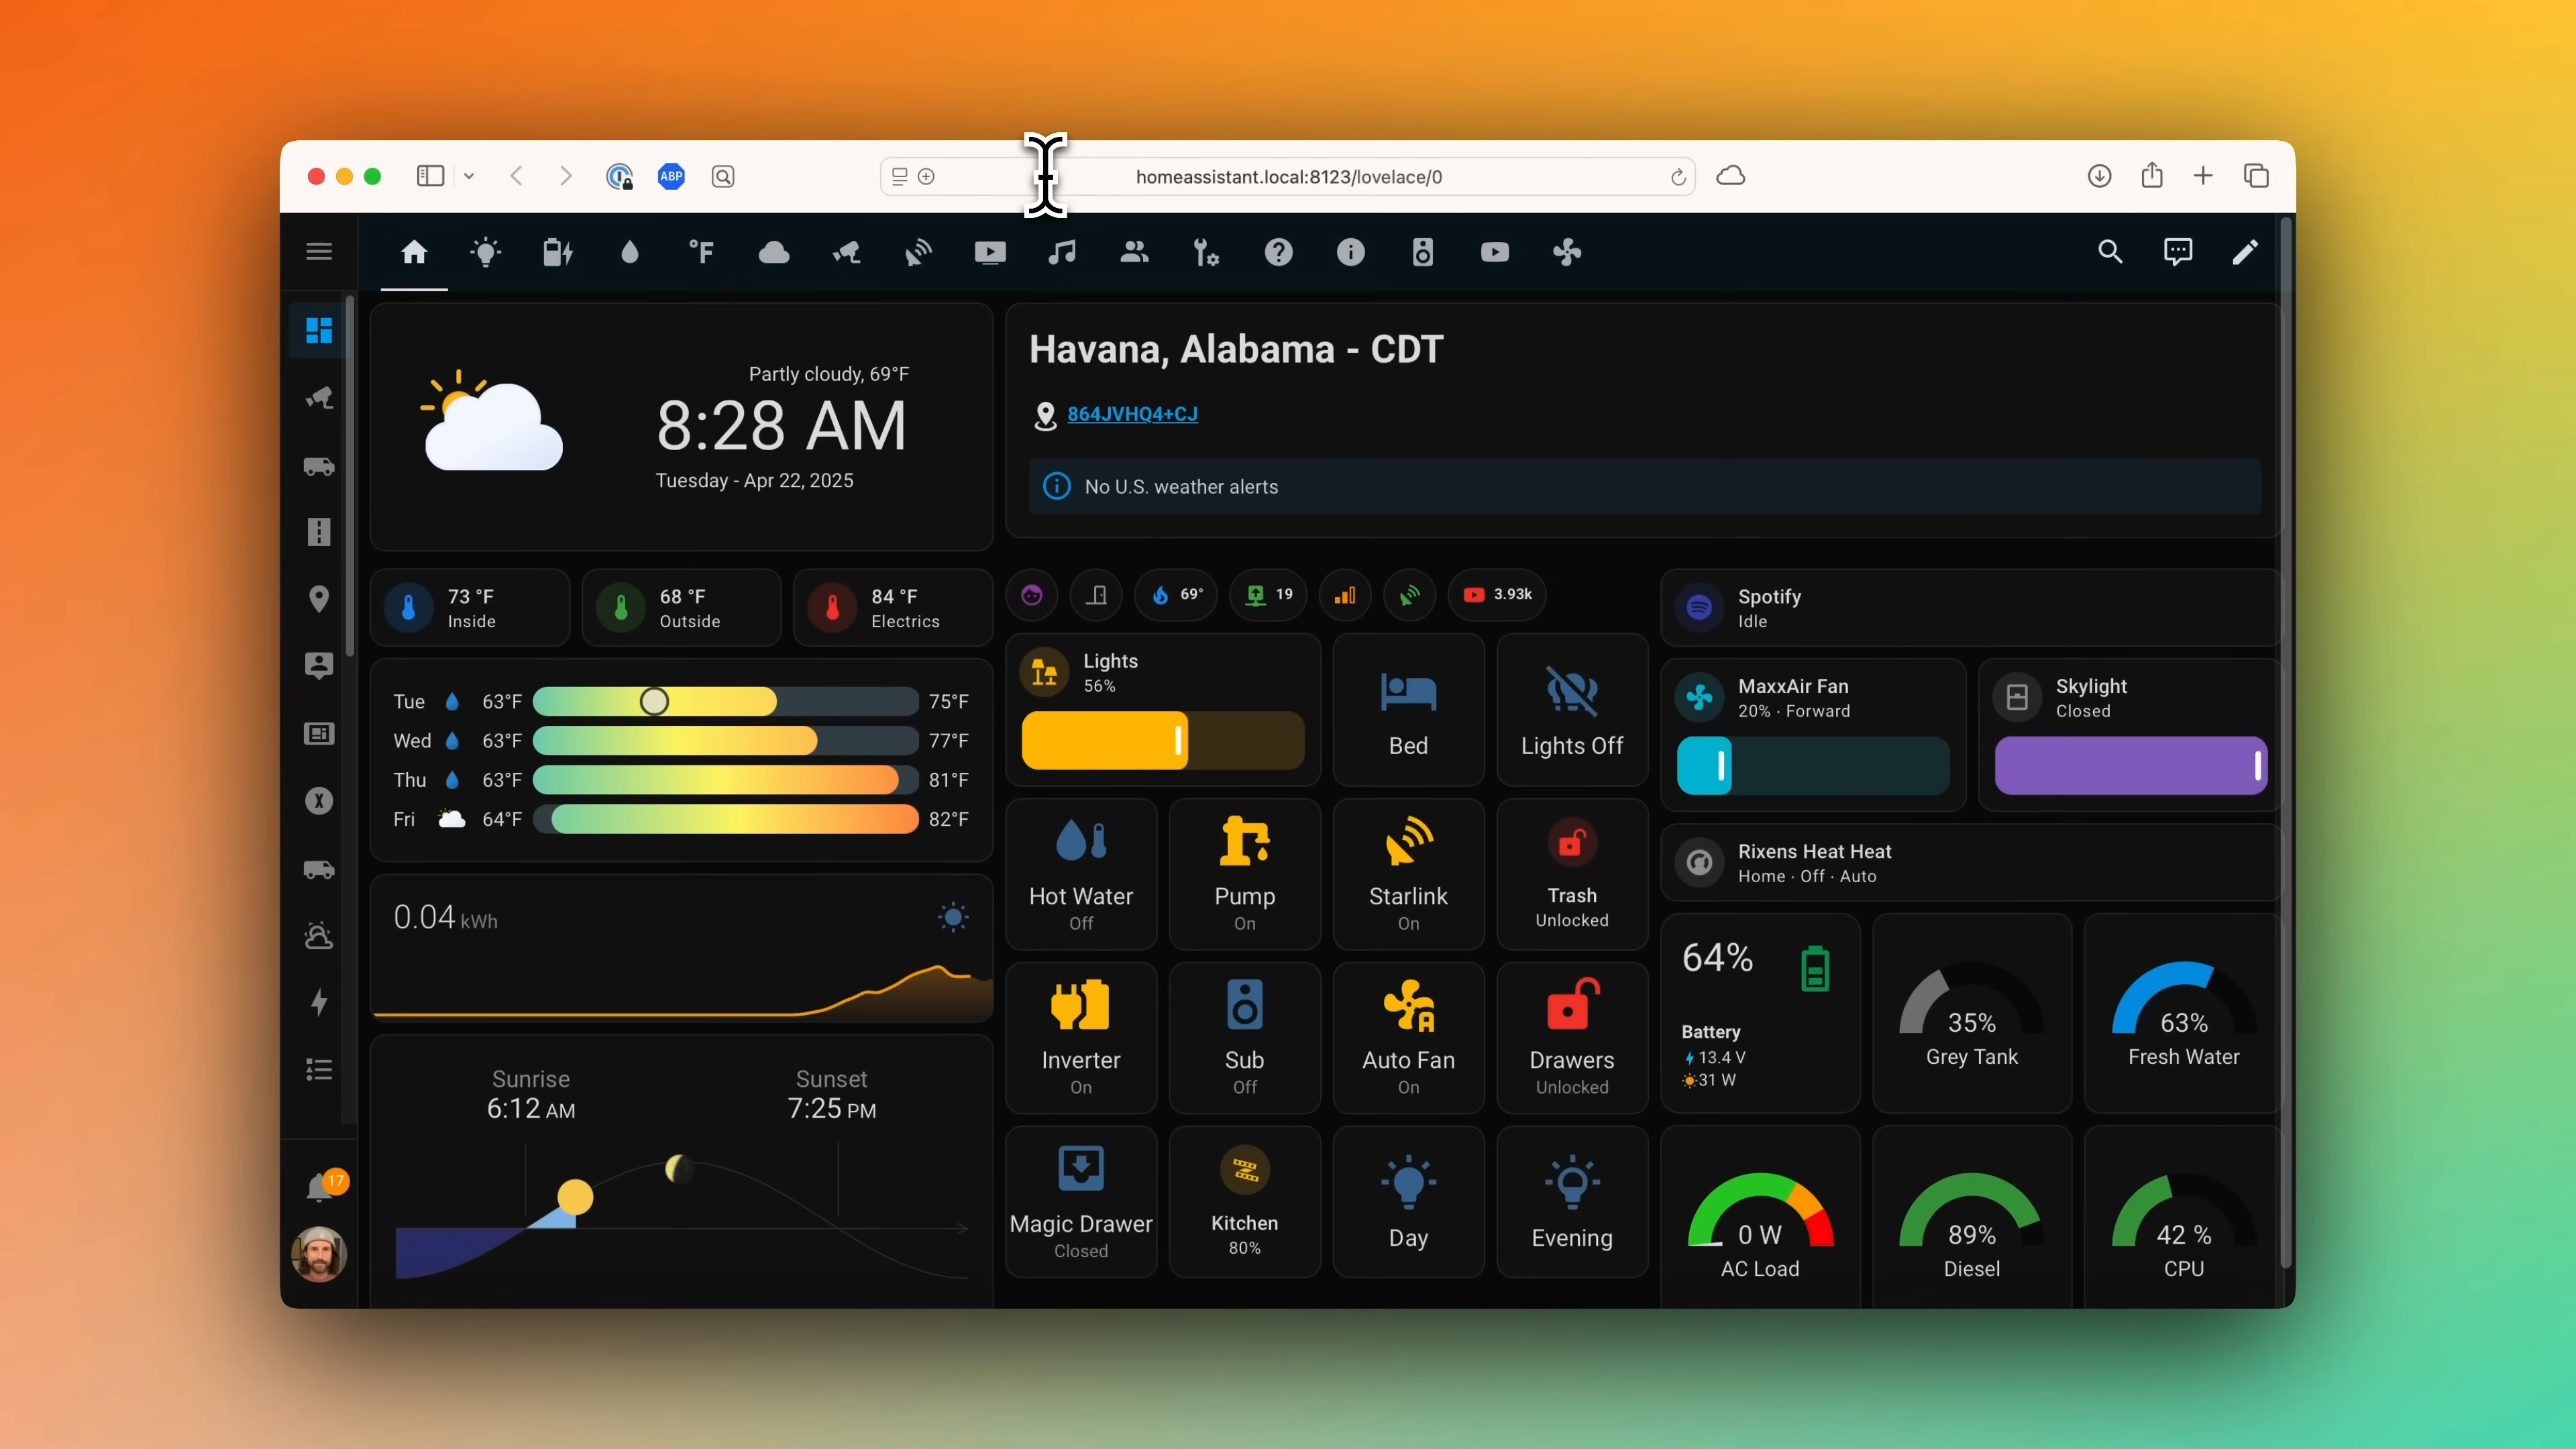 ABP
homeassistant.local:8123/lovelace/0
°F
Partly cloudy, 69°F
8:28 AM
Tuesday - Apr 22, 2025
Havana, Alabama - CDT
864JVHQ4+CJ
No U.S. weather alerts
73 °F
Inside
68 °F
Outside
84 °F
Electrics
69°
19
3.93k
Spotify
Idle
Tue 63°F 75°F
Wed 63°F 77°F
Thu 63°F 81°F
Fri 64°F 82°F
Lights
56%
Bed
Lights Off
MaxxAir Fan
20% · Forward
Skylight
Closed
Hot Water
Off
Pump
On
Starlink
On
Trash
Unlocked
Rixens Heat Heat
Home · Off · Auto
0.04 kWh
Inverter
On
Sub
Off
A
Auto Fan
On
Drawers
Unlocked
64%
Battery
13.4 V
31 W
35%
Grey Tank
63%
Fresh Water
Sunrise
6:12 AM
Sunset
7:25 PM
Magic Drawer
Closed
Kitchen
80%
Day
Evening
0 W
AC Load
89%
Diesel
42 %
CPU
X
17